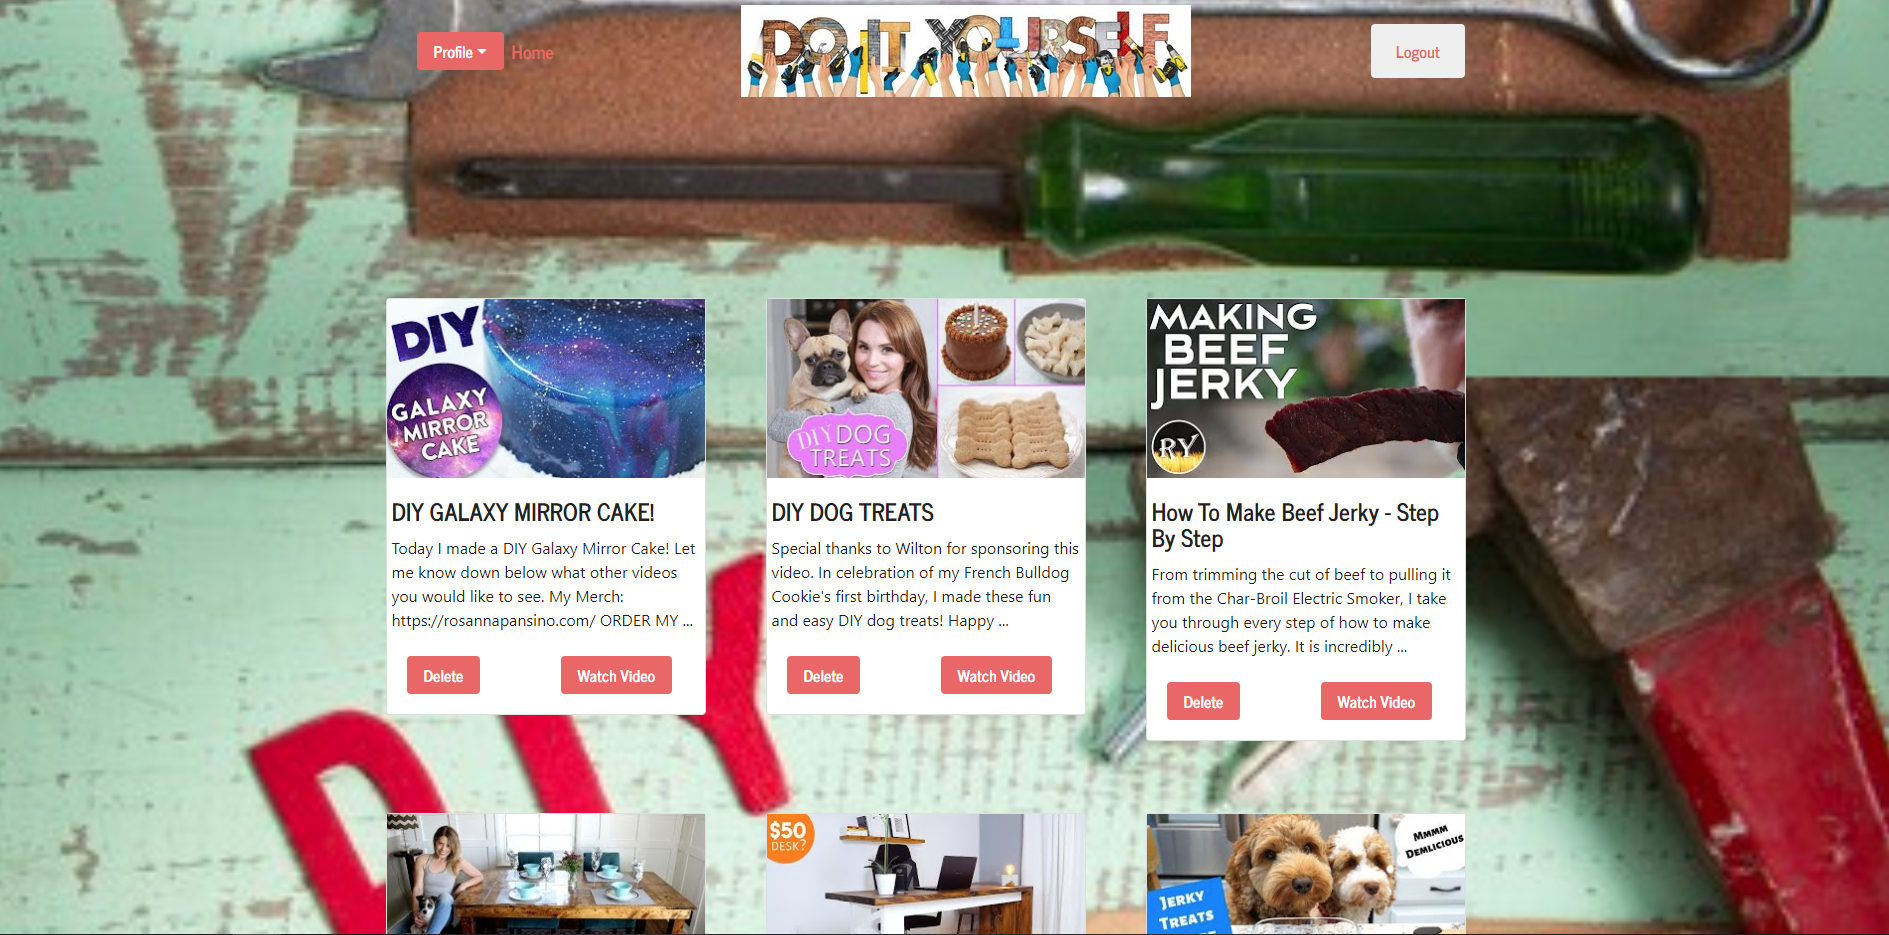 Profile
Home
DO IT YOURSELF
Logout
DIY
GALAXY
MIRROR
CAKE
DIY DOG
TREATS
MAKING
BEEF
JERKY
RY
DIY GALAXY MIRROR CAKE!
Today I made a DIY Galaxy Mirror Cake! Let
me know down below what other videos
you would like to see. My Merch:
https://rosannapansino.com/ ORDER MY ...
Delete
Watch Video
DIY DOG TREATS
Special thanks to Wilton for sponsoring this
video. In celebration of my French Bulldog
Cookie's first birthday, I made these fun
and easy DIY dog treats! Happy ...
Delete
Watch Video
How To Make Beef Jerky - Step
By Step
From trimming the cut of beef to pulling it
from the Char-Broil Electric Smoker, I take
you through every step of how to make
delicious beef jerky. It is incredibly ...
Delete
Watch Video
DIY
$50
DESK?
MMMM
DEMLICIOUS
JERKY
TREATS